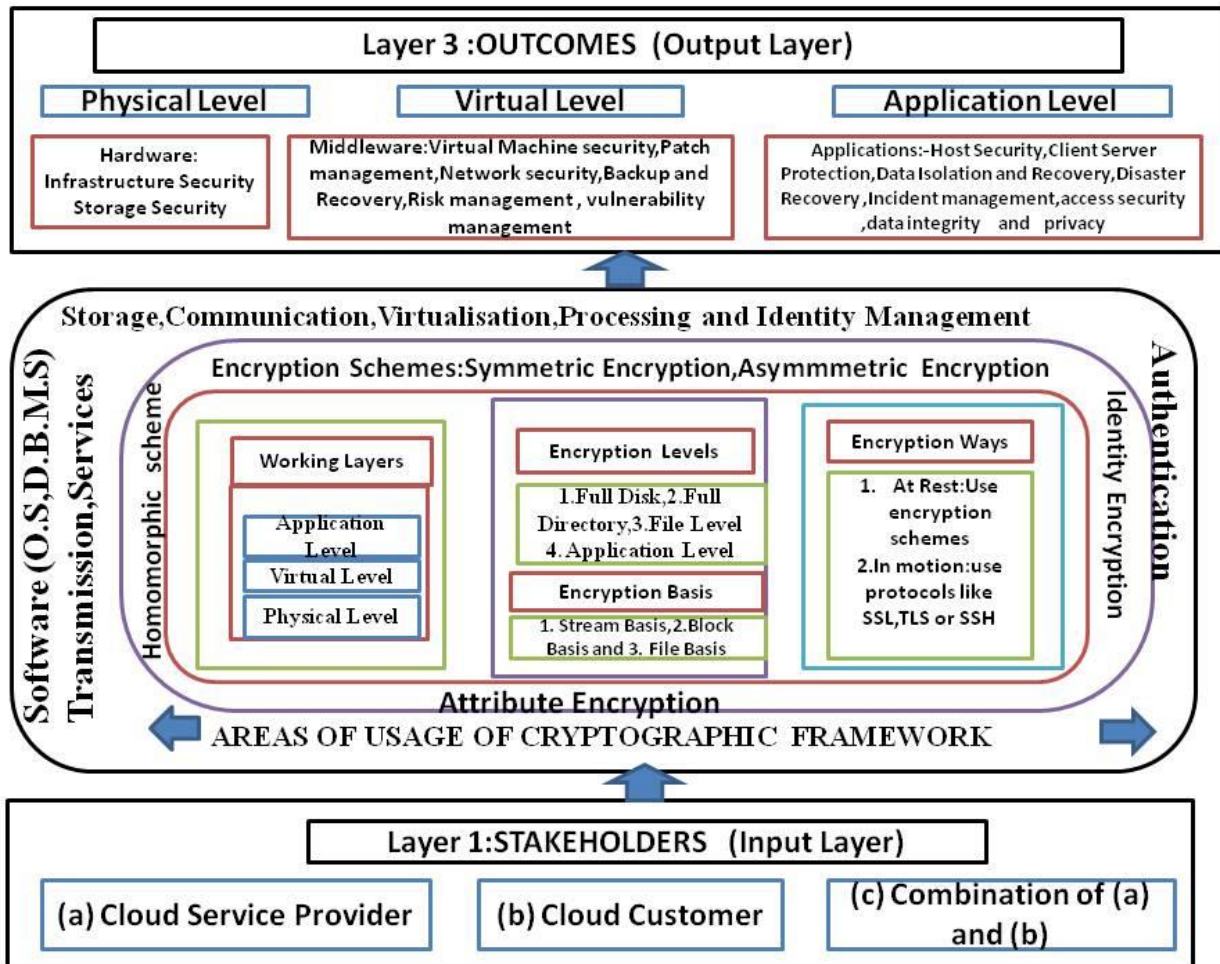 Layer 3 :OUTCOMES (Output Layer)
Physical Level
Virtual Level
Application Level
Hardware:
Infrastructure Security
Storage Security
Middleware:Virtual Machine security,Patch
management,Network security,Backup and
Recovery,Risk management , vulnerability
management
Applications:-Host Security,Client Server
Protection,Data Isolation and Recovery,Disaster
Recovery ,Incident management,access security
,data integrity and privacy
Storage,Communication,Virtualisation,Processing and Identity Management
Software (O.S,D.B.M.S)
Transmission,Services
Authentication
Encryption Schemes:Symmetric Encryption,Asymmmetric Encryption
Homomorphic scheme
Identity Encryption
Working Layers
Application
Level
Virtual Level
Physical Level
Encryption Levels
1.Full Disk,2.Full
Directory,3.File Level
4. Application Level
Encryption Basis
1. Stream Basis,2.Block
Basis and 3. File Basis
Encryption Ways
1. At Rest:Use
encryption
schemes
2.In motion:use
protocols like
SSL,TLS or SSH
Attribute Encryption
AREAS OF USAGE OF CRYPTOGRAPHIC FRAMEWORK
Layer 1:STAKEHOLDERS (Input Layer)
(a) Cloud Service Provider
(b) Cloud Customer
(c) Combination of (a)
and (b)